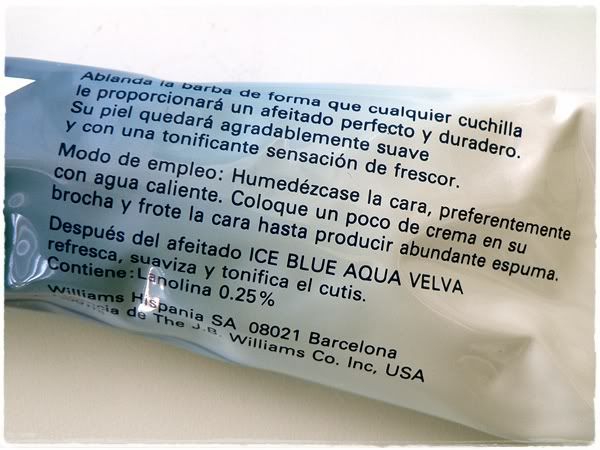 Ablanda la barba de forma que cualquier cuchilla
le proporcionará un afeitado perfecto y duradero.
Su piel quedará agradablemente suave
y con una tonificante sensación de frescor.
Modo de empleo: Humedézcase la cara, preferentemente
con agua caliente. Coloque un poco de crema en su
brocha y frote la cara hasta producir abundante espuma.
Después del afeitado ICE BLUE AQUA VELVA
refresca, suaviza y tonifica el cutis.
Contiene: Lanolina 0.25%
Williams Hispania SA, 08021 Barcelona
de The J.B. Williams Co. Inc, USA